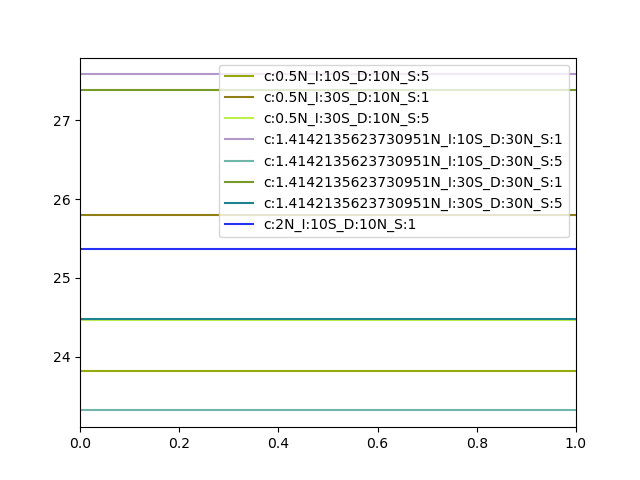 27
26
25
24
c:0.5N_I:10S_D:10N_S:5
c:0.5N_I:30S_D:10N_S:1
c:0.5N_I:30S_D:10N_S:5
c:1.4142135623730951N_I:10S_D:30N_S:1
c:1.4142135623730951N_I:10S_D:30N_S:5
c:1.4142135623730951N_I:30S_D:30N_S:1
c:1.4142135623730951N_I:30S_D:30N_S:5
c:2N_I:10S_D:10N_S:1
0.0 0.2 0.4 0.6 0.8 1.0